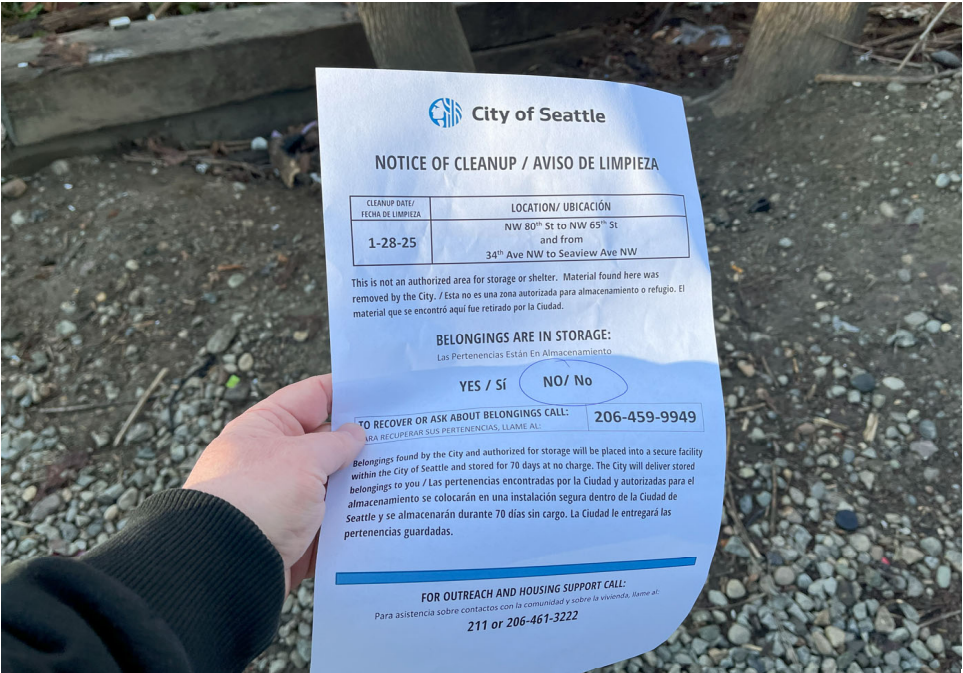 City of Seattle
NOTICE OF CLEANUP / AVISO DE LIMPIEZA
CLEANUP DATE/
FECHA DE LIMPIEZA
LOCATION/ UBICACIÓN
1-28-25
NW 80th St to NW 65th St
and from
34th Ave NW to Seaview Ave NW
This is not an authorized area for storage or shelter. Material found here was
removed by the City. / Esta no es una zona autorizada para almacenamiento o refugio. El
material que se encontró aquí fue retirado por la Ciudad.
BELONGINGS ARE IN STORAGE:
Las Pertenencias Están En Almacenamiento
YES / Sí NO/ No
TO RECOVER OR ASK ABOUT BELONGINGS CALL:
ARA RECUPERAR SUS PERTENENCIAS, LLAME AL:
206-459-9949
Belongings found by the City and authorized for storage will be placed into a secure facility
within the City of Seattle and stored for 70 days at no charge. The City will deliver stored
belongings to you / Las pertenencias encontradas por la Ciudad y autorizadas para el
almacenamiento se colocarán en una instalación segura dentro de la Ciudad de
Seattle y se almacenarán durante 70 días sin cargo. La Ciudad le entregará las
pertenencias guardadas.
FOR OUTREACH AND HOUSING SUPPORT CALL:
Para asistencia sobre contactos con la comunidad y sobre la vivienda, llame al:
211 or 206-461-3222